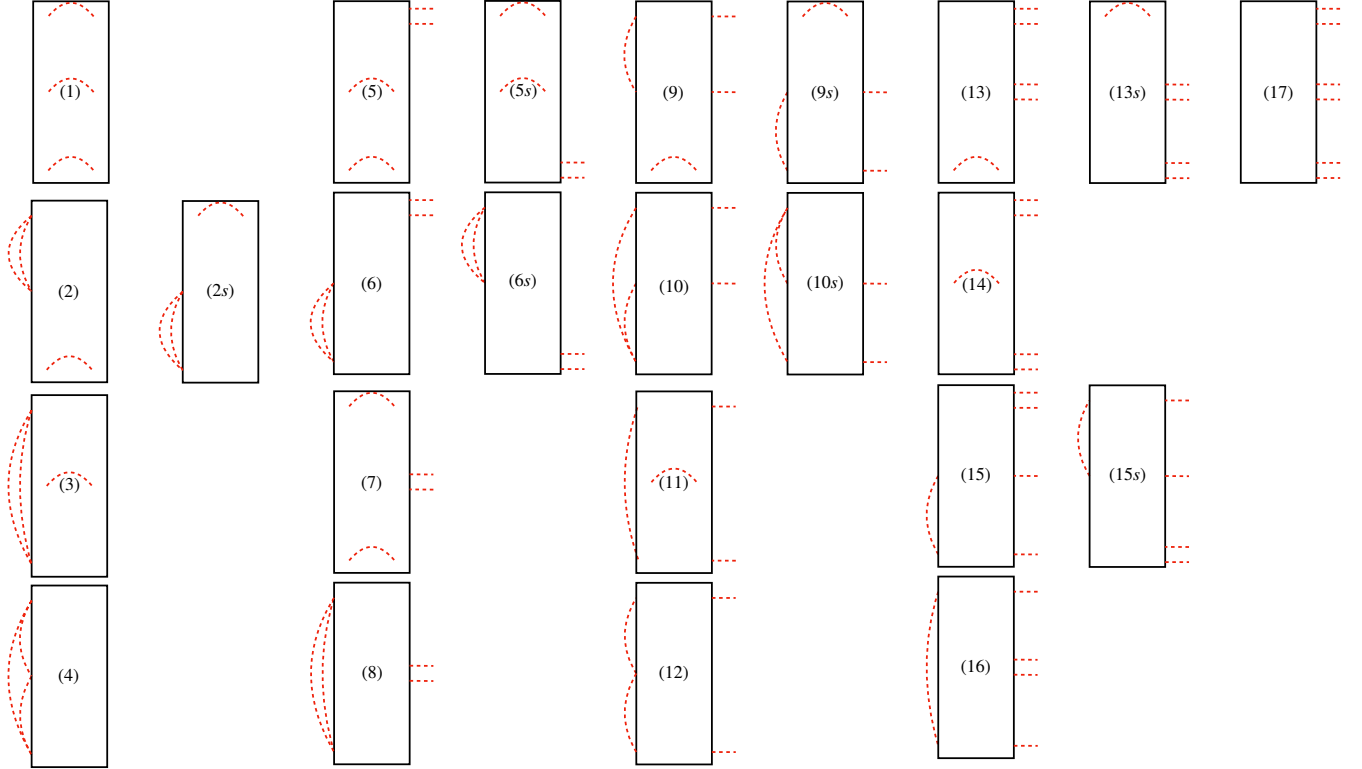 (1) (5) (5s) (9) (9s) (13) (13s) (17)
(2) (2s) (6) (6s) (10) (10s) (14)
(3) (7) (11) (15) (15s)
(4) (8) (12) (16)